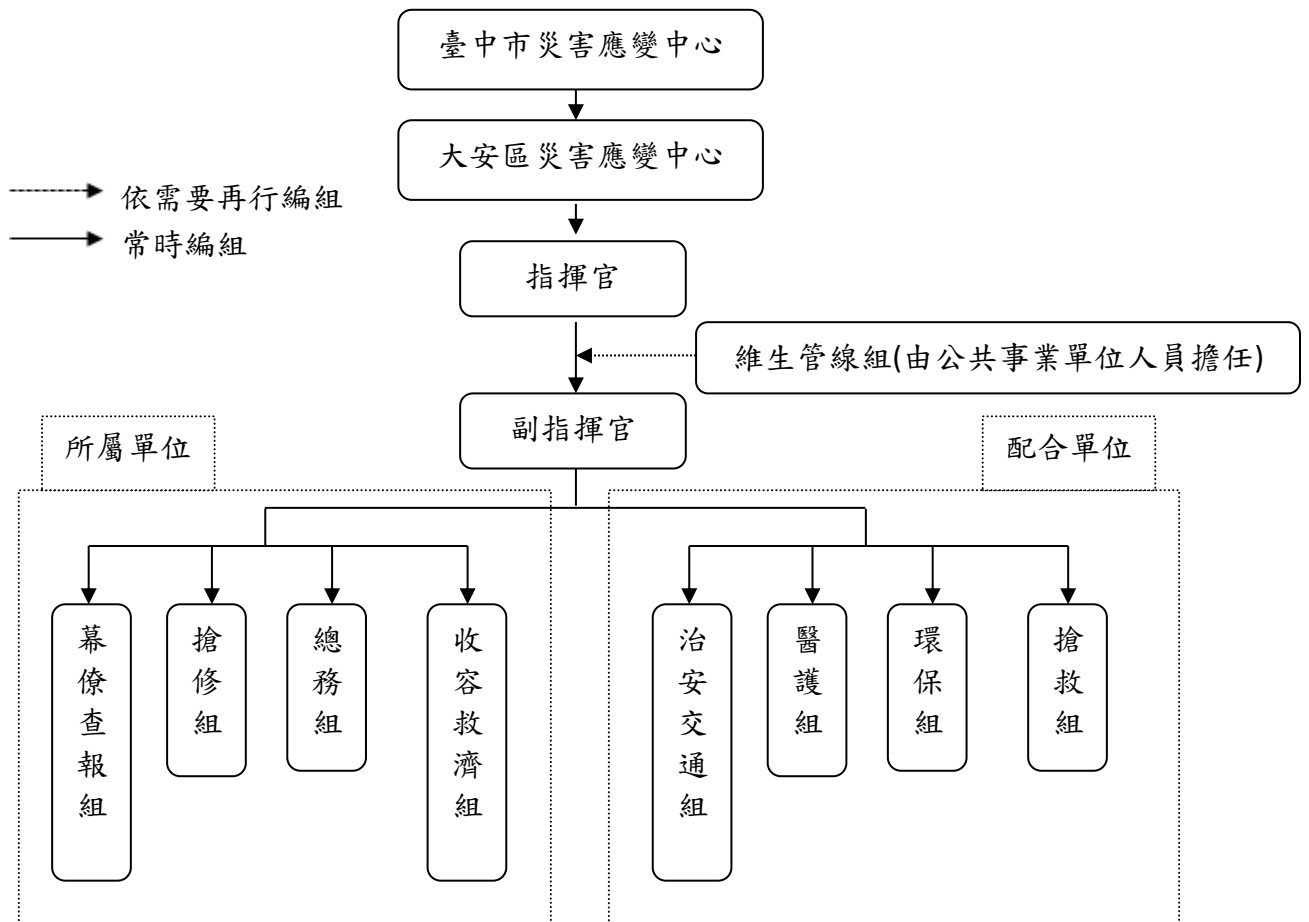 臺中市災害應變中心
大安區災害應變中心
依需要再行編組
常時編組
指揮官
維生管線組(由公共事業單位人員擔任)
副指揮官
所屬單位
配合單位
幕僚查報組
搶修組
總務組
收容救濟組
治安交通組
醫護組
環保組
搶救組